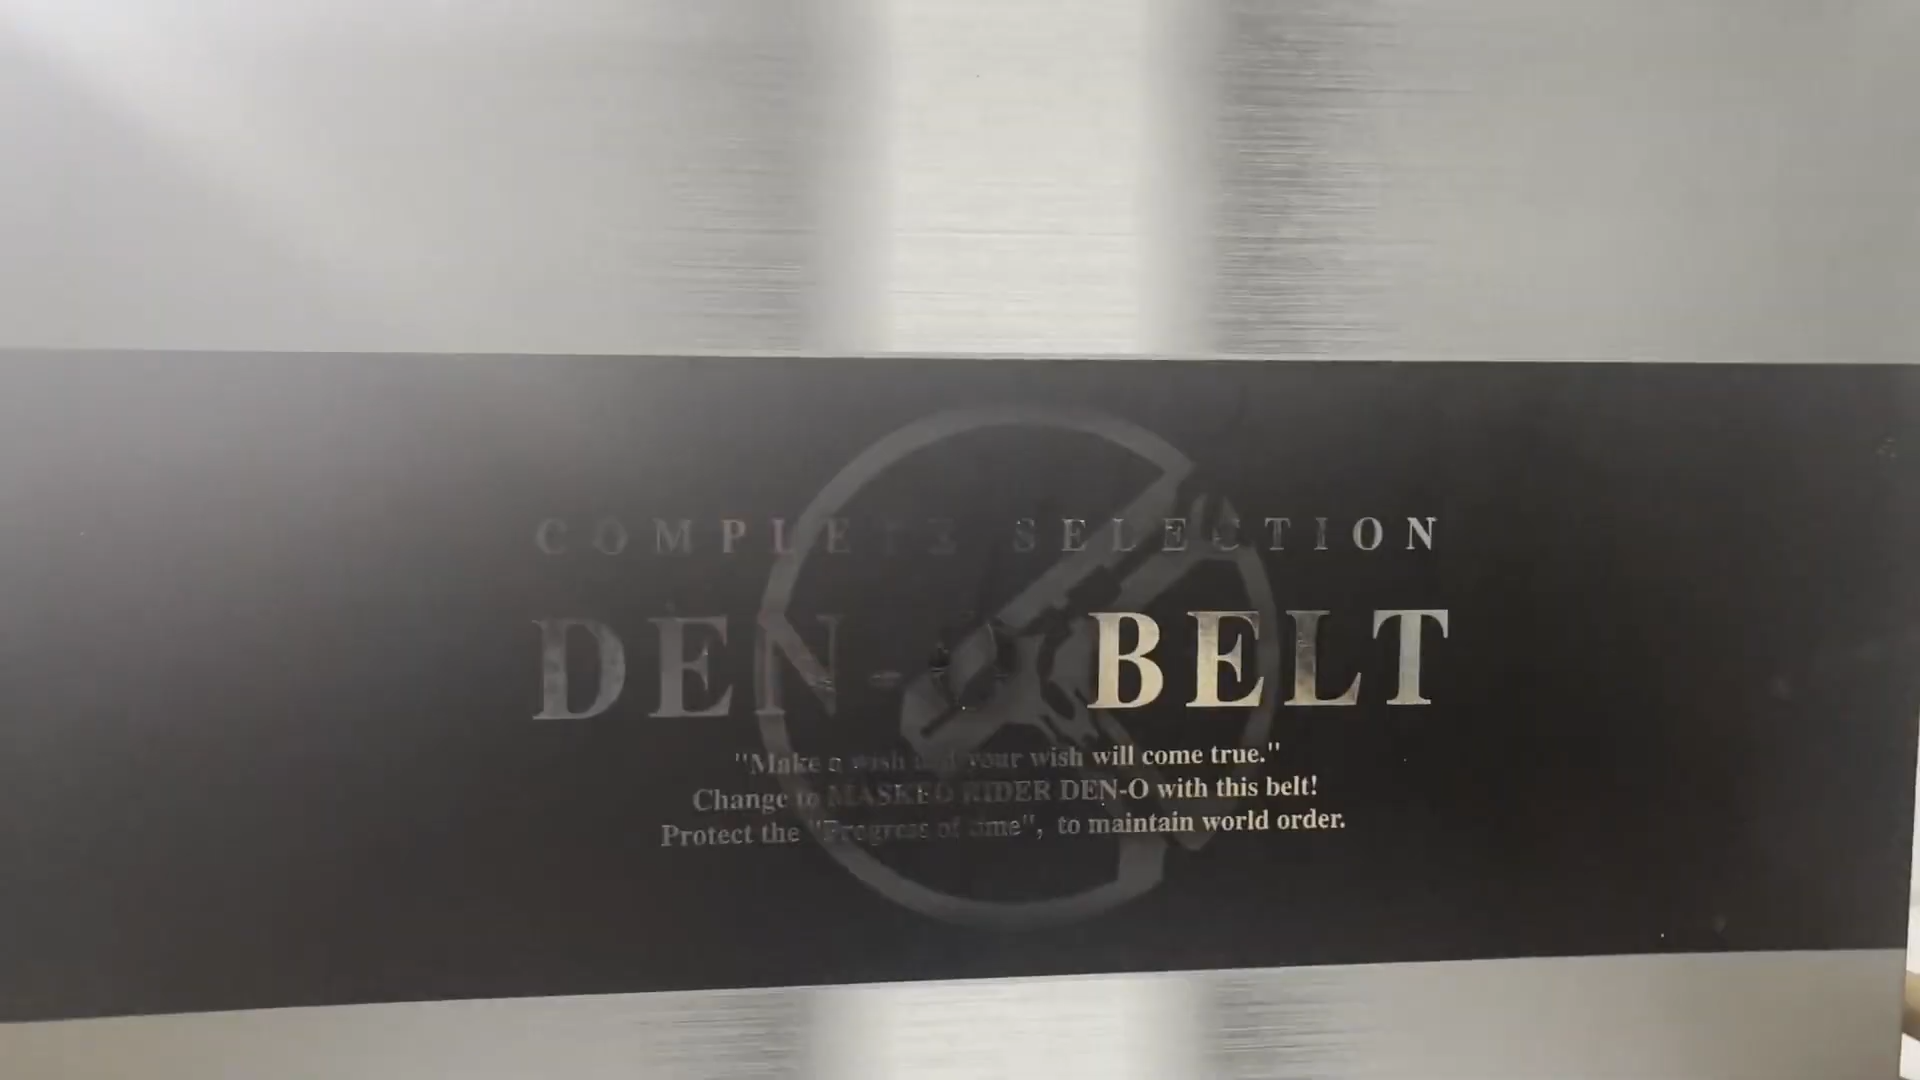 COMPLETE SELECTION
DEN-O BELT
"Make a wish and your wish will come true."
Change to MASKED RIDER DEN-O with this belt!
Protect the "Progress of time", to maintain world order.